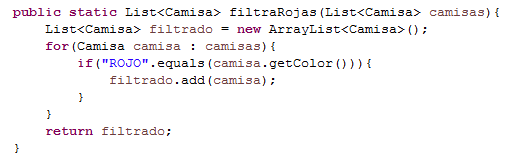 public static List<Camisa> filtraRojas(List<Camisa> camisas){
    List<Camisa> filtrado = new ArrayList<Camisa>();
    for(Camisa camisa : camisas){
        if("ROJO".equals(camisa.getColor())){
            filtrado.add(camisa);
        }
    }
    return filtrado;
}